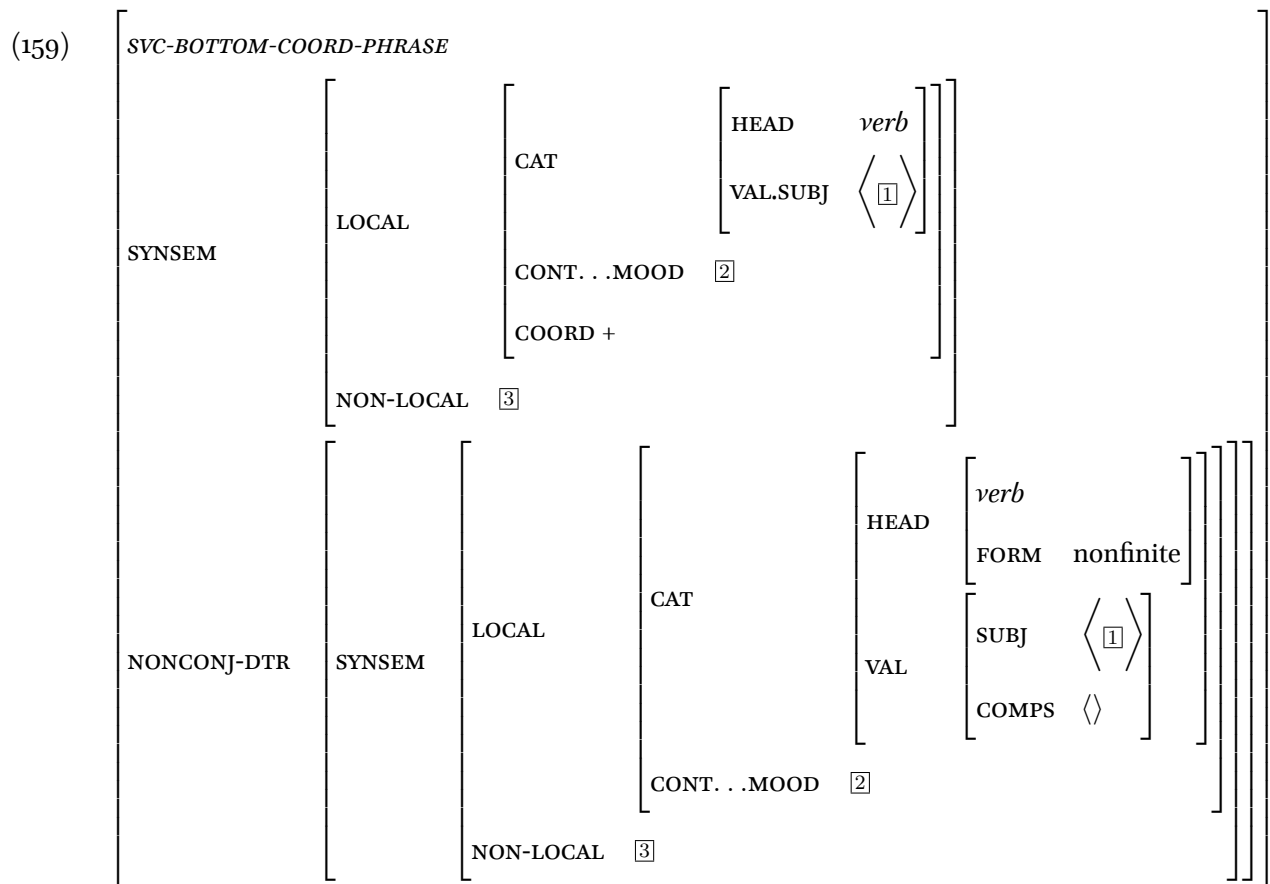 (159)
SVC-BOTTOM-COORD-PHRASE
HEAD verb
CAT
VAL.SUBJ ⟨ 1 ⟩
LOCAL
SYNSEM
CONT. . .MOOD 2
COORD +
NON-LOCAL 3
verb
HEAD
FORM nonfinite
CAT
SUBJ ⟨ 1 ⟩
LOCAL
NONCONJ-DTR SYNSEM
VAL
COMPS ⟨⟩
CONT. . .MOOD 2
NON-LOCAL 3